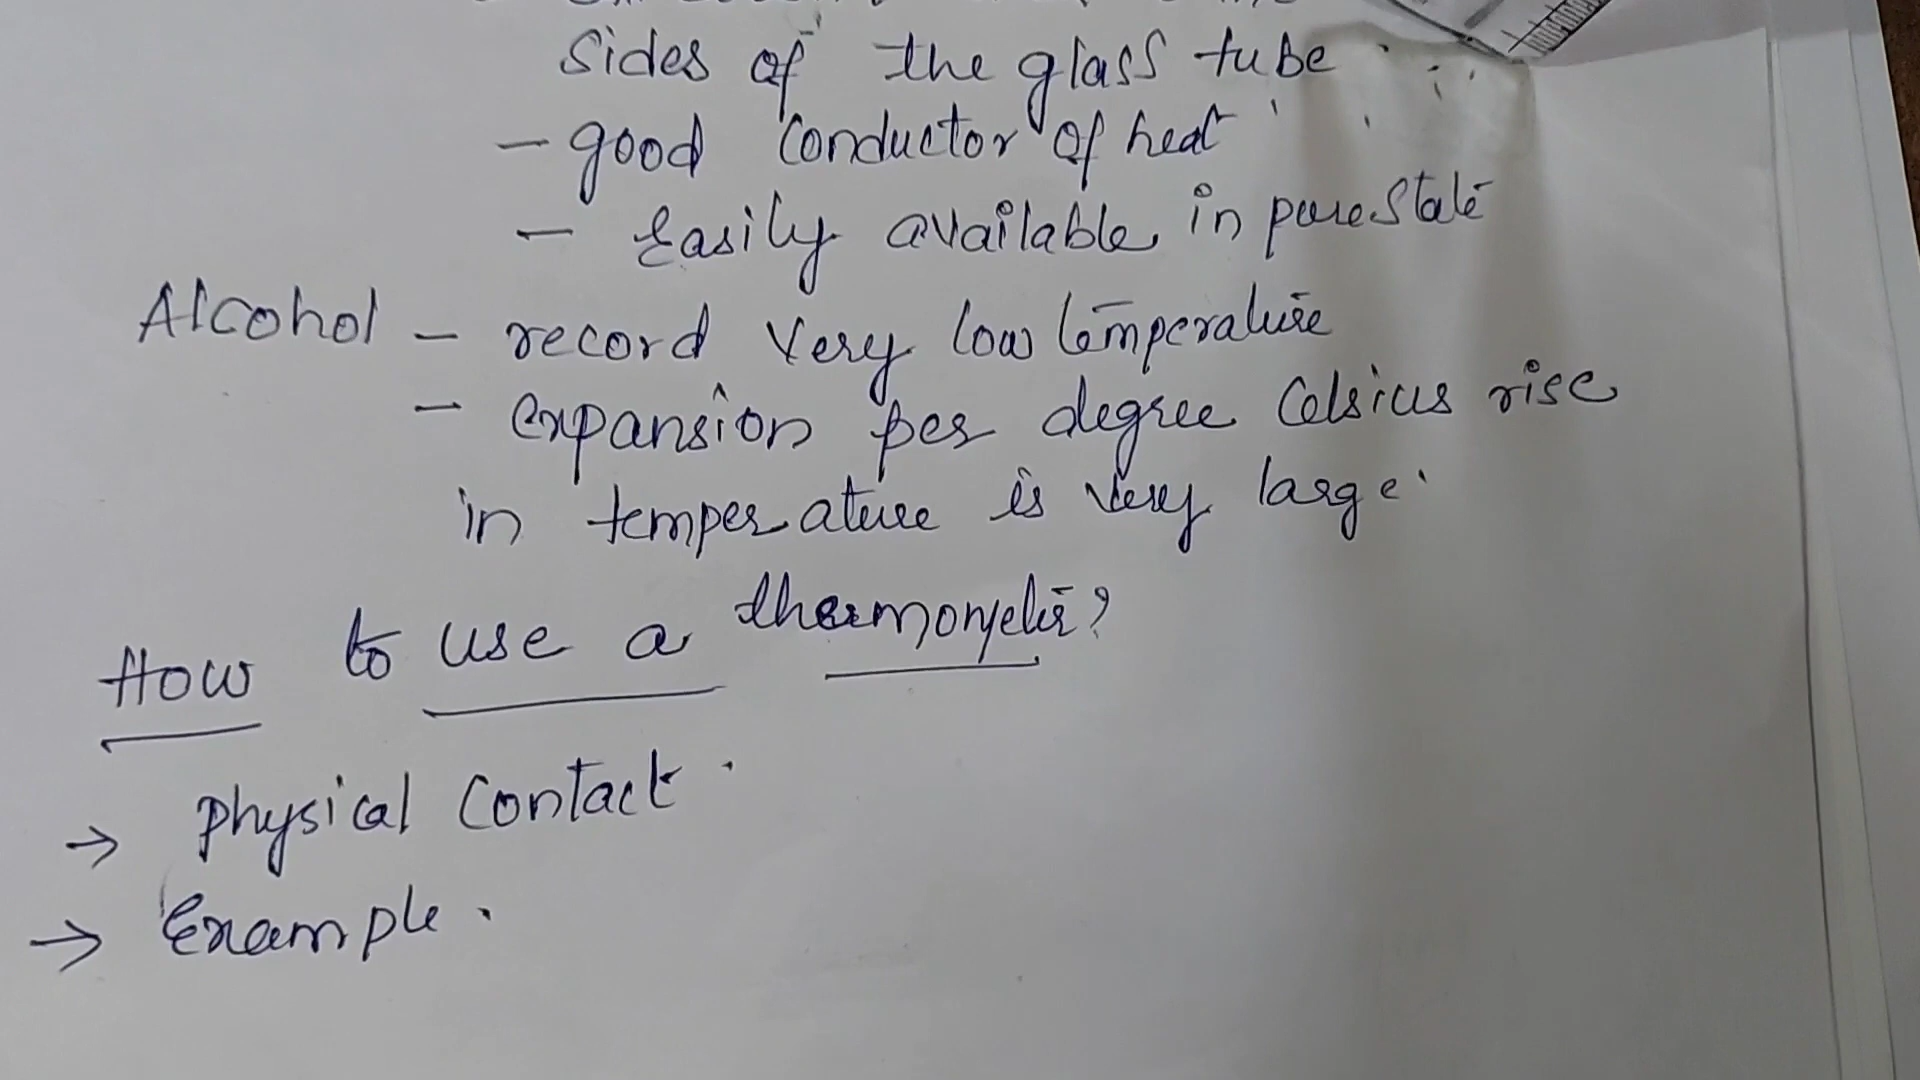 sides of the glass tube
- good conductor of heat
- Easily available in pure state
Alcohol - record very low temperature
- expansion per degree Celsius rise
in temperature is very large.
How to use a thermometer?
→ physical contact.
→ Example.